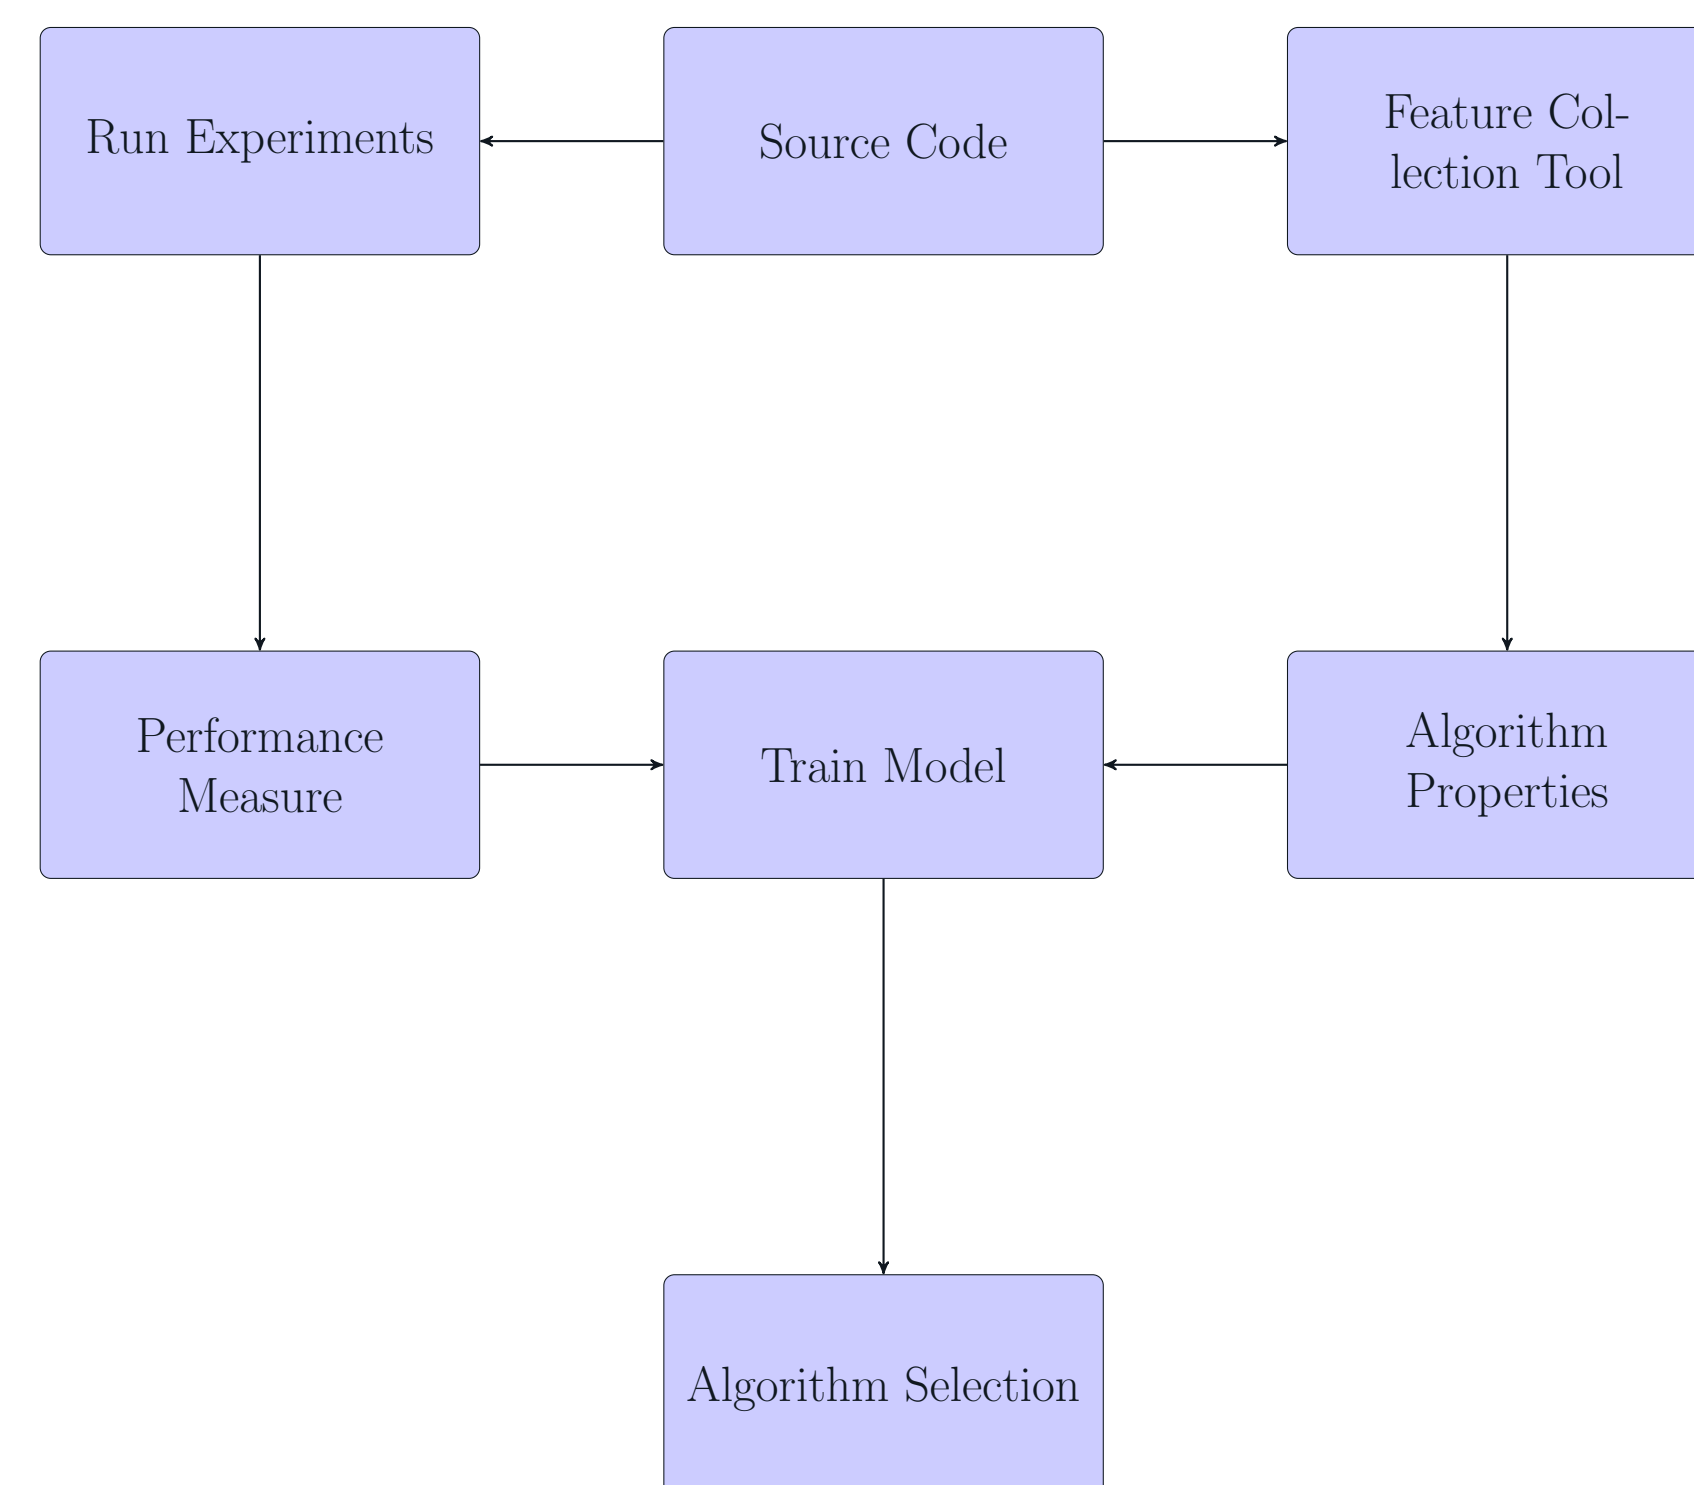 Run Experiments
Source Code
Feature Col-
lection Tool
Performance
Measure
Train Model
Algorithm
Properties
Algorithm Selection